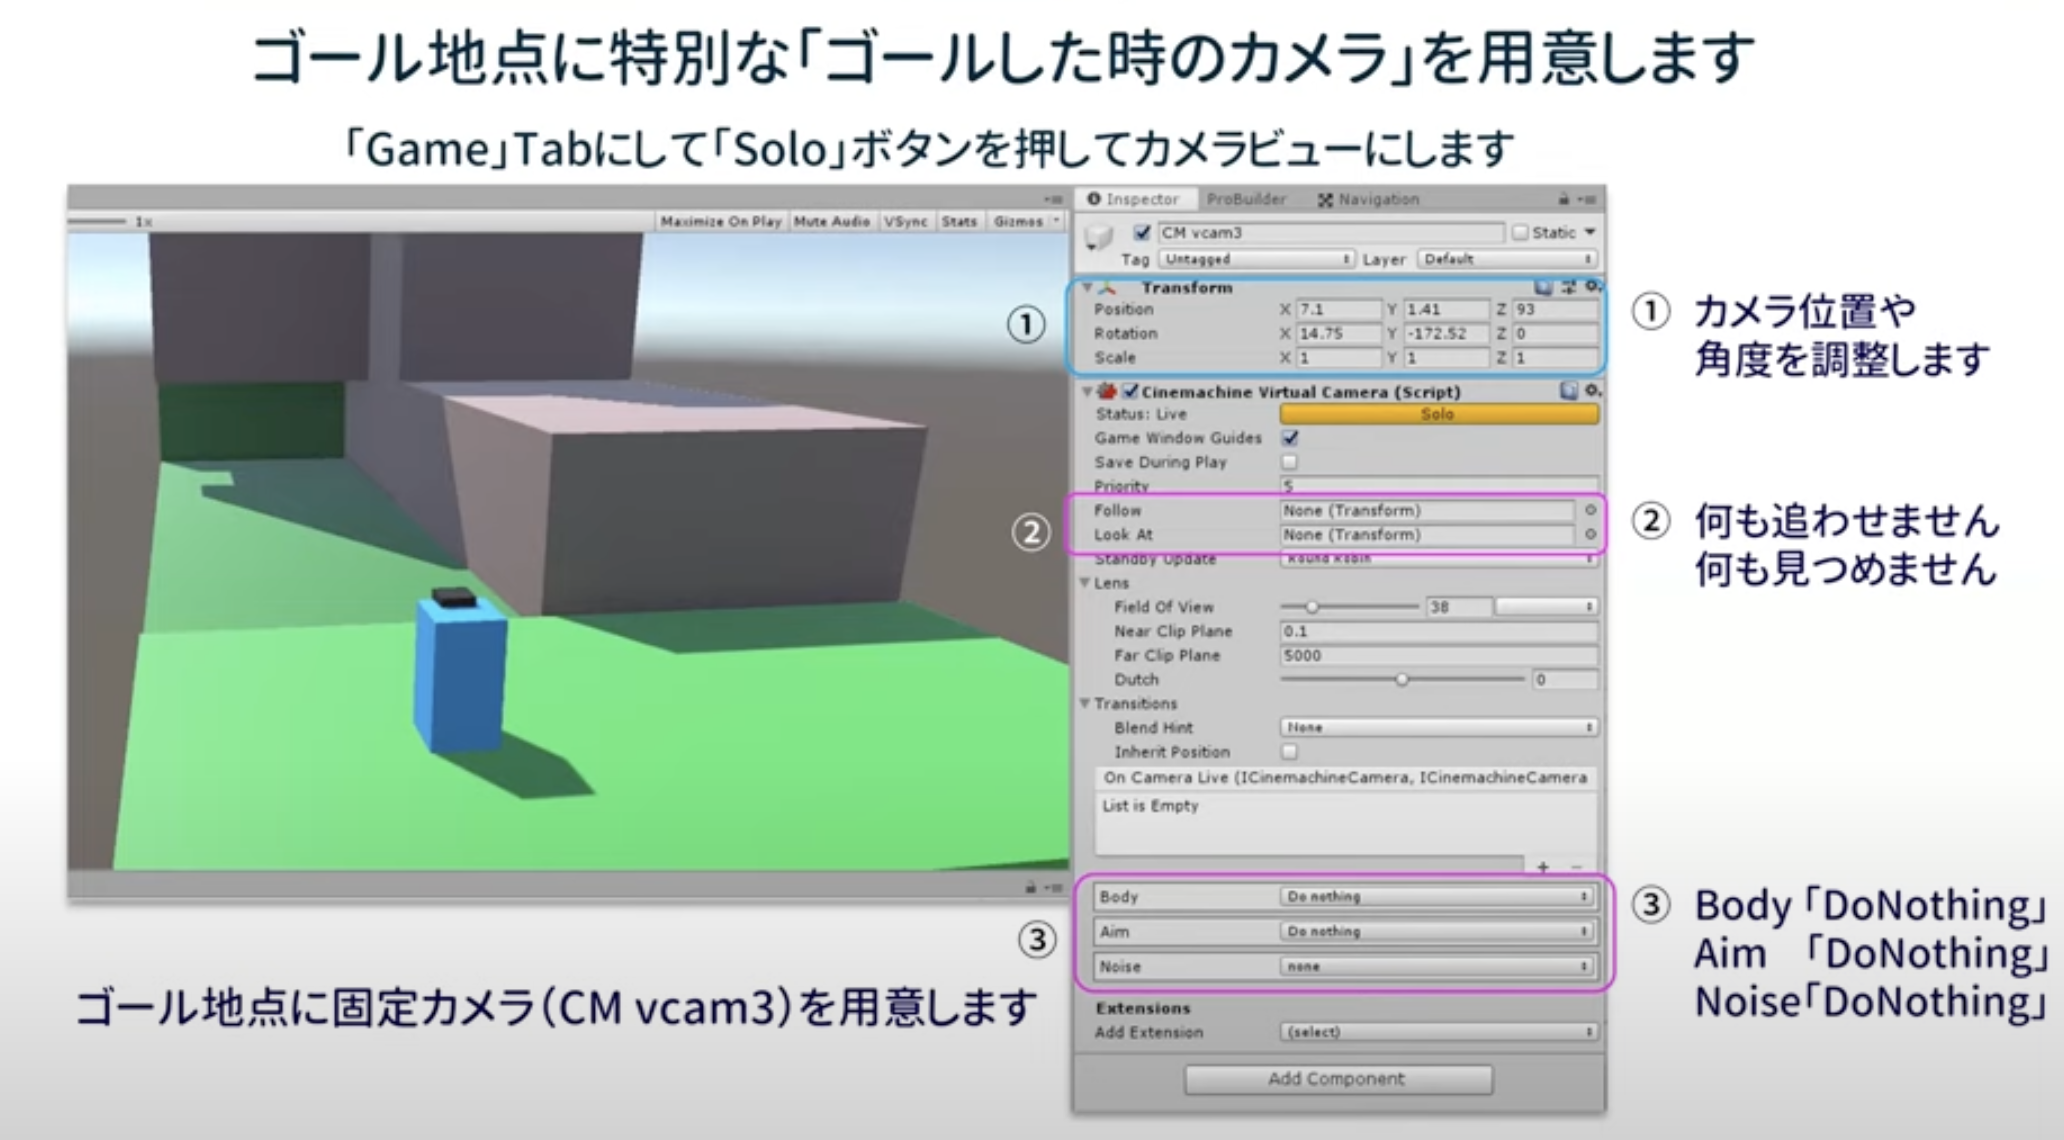 ゴール地点に特別な「ゴールした時のカメラ」を用意します
「Game」Tabにして「Solo」ボタンを押してカメラビューにします
1x
Maximize On Play Mute Audio VSync Stats Gizmos
Inspector ProBuilder Navigation
CM vcam3 Static
Tag Untagged Layer Default
①
Transform
Position X 7.1 Y 1.41 Z 93
Rotation X 14.75 Y -172.52 Z 0
Scale X 1 Y 1 Z 1
① カメラ位置や
角度を調整します
Cinemachine Virtual Camera (Script)
Status: Live Solo
Game Window Guides
Save During Play
Priority 5
②
Follow None (Transform)
Look At None (Transform)
② 何も追わせません
何も見つめません
Standby Update Round Robin
Lens
Field Of View 38
Near Clip Plane 0.1
Far Clip Plane 5000
Dutch 0
Transitions
Blend Hint None
Inherit Position
On Camera Live (ICinemachineCamera, ICinemachineCamera
List is Empty
+ −
③
Body Do nothing
Aim Do nothing
Noise none
③ Body「DoNothing」
Aim 「DoNothing」
Noise「DoNothing」
Extensions
Add Extension (select)
Add Component
ゴール地点に固定カメラ(CM vcam3)を用意します